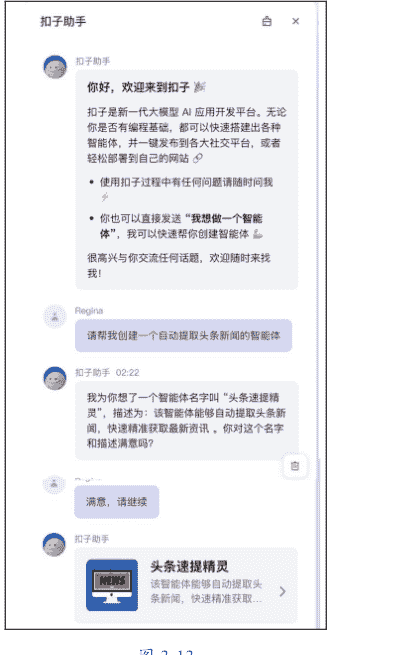 扣子助手
扣子助手
你好，欢迎来到扣子
扣子是新一代大模型 AI 应用开发平台。无论
你是否有编程基础，都可以快速搭建出各种
智能体，并一键发布到各大社交平台，或者
轻松部署到自己的网站
• 使用扣子过程中有任何问题请随时问我
• 你也可以直接发送“我想做一个智能
体”，我可以快速帮你创建智能体
很高兴与你交流任何话题，欢迎随时来找
我！
Regina
请帮我创建一个自动提取头条新闻的智能体
扣子助手 02:22
我为你想了一个智能体名字叫“头条速提精
灵”，描述为：该智能体能够自动提取头条新
闻，快速精准获取最新资讯 。你对这个名字
和描述满意吗？
满意，请继续
扣子助手
NEWS
头条速提精灵
该智能体能够自动提取头
条新闻，快速精准获取...